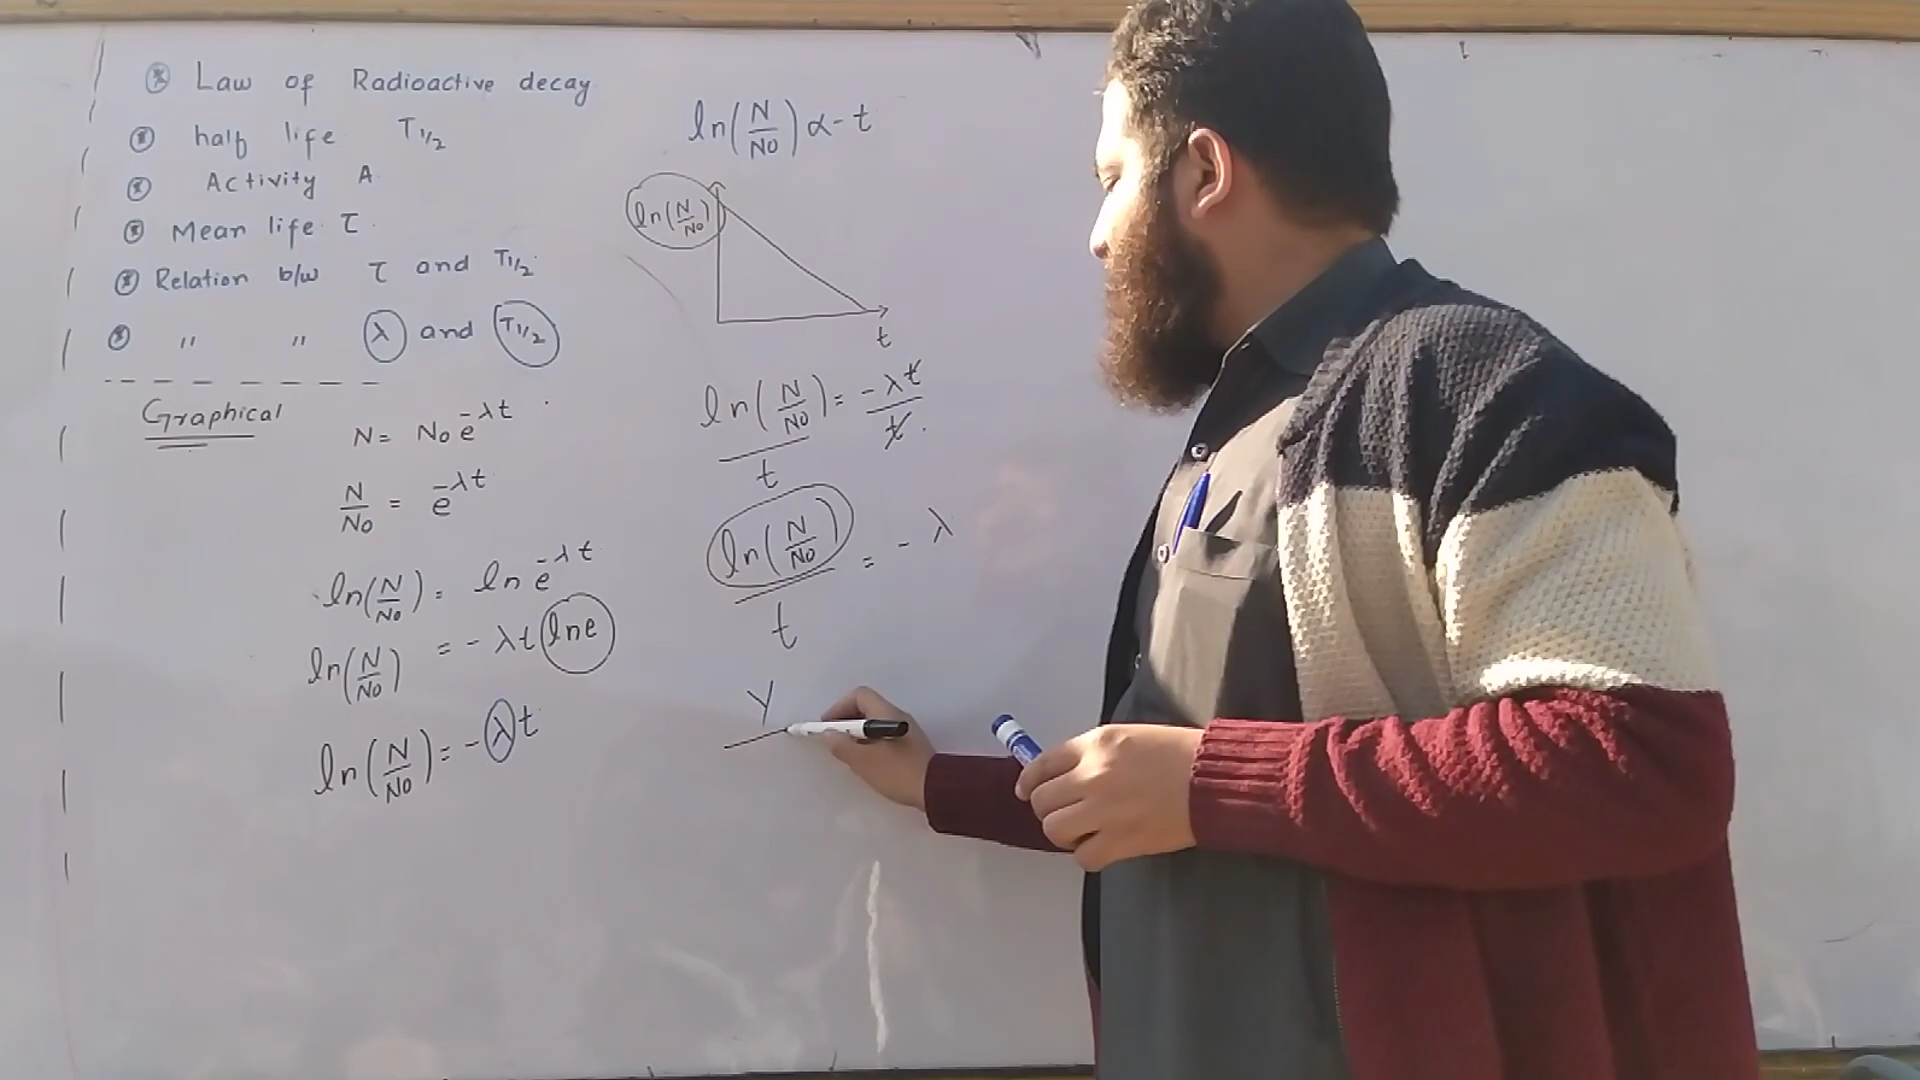 Law of Radioactive decay
half life T1/2
Activity A
Mean life τ
Relation b/w τ and T1/2
" " λ and T1/2
Graphical
N = N0 e^-λt
N/N0 = e^-λt
ln(N/N0) = ln e^-λt
ln(N/N0) = - λt lne
ln(N/N0) = - λt
ln(N/N0) α - t
ln(N/N0)
t
ln(N/N0)/t = - λt/t
ln(N/N0)/t = - λ
Y